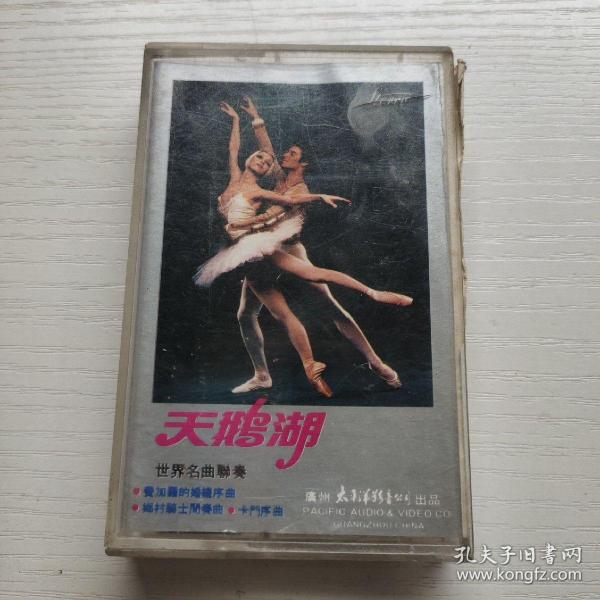 天鹅湖
世界名曲聯奏
• 費加羅的婚禮序曲
• 鄉村騎士間奏曲 • 卡門序曲
廣州 太平洋影音公司 出品
PACIFIC AUDIO & VIDEO CO
GUANGZHOU CHINA
孔夫子旧书网
www.kongfz.com